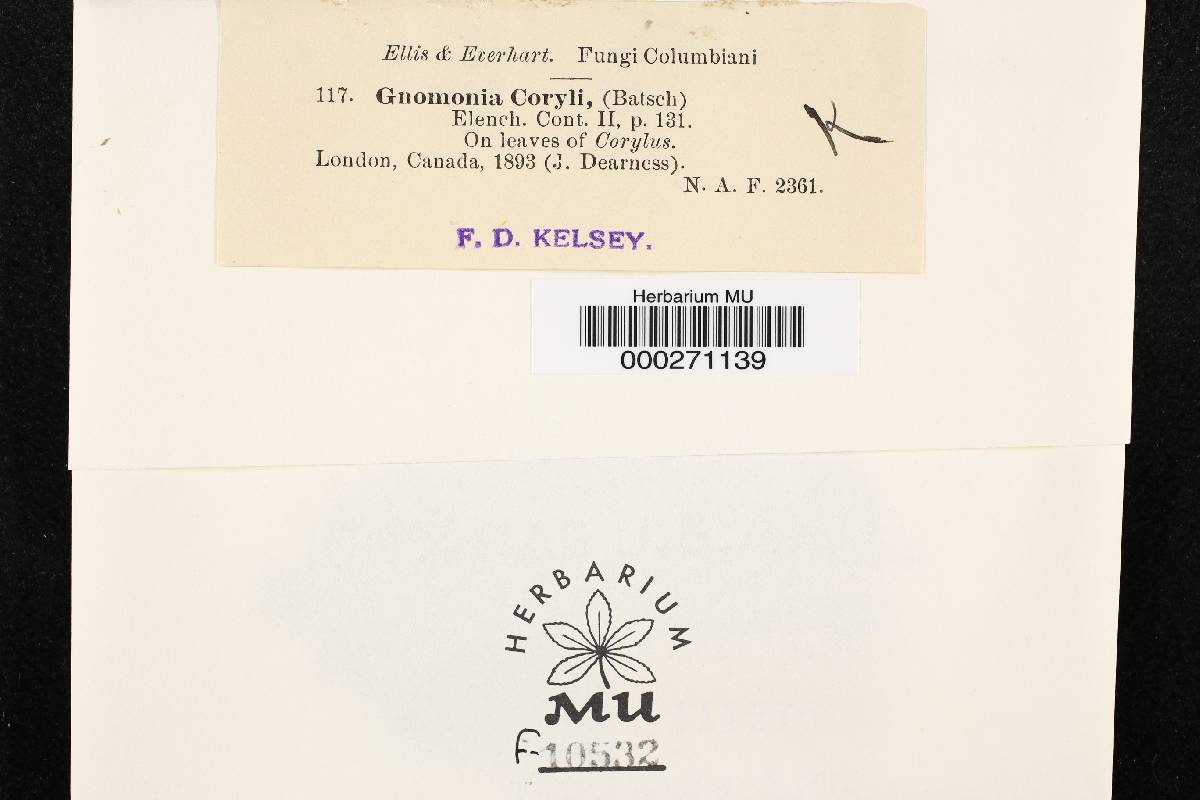 Ellis & Everhart. Fungi Columbiani
117. Gnomonia Coryli, (Batsch)
Elench. Cont. II, p. 131.
On leaves of Corylus.
London, Canada, 1893 (J. Dearness).
N. A. F. 2361.
K
F. D. KELSEY.
Herbarium MU
000271139
HERBARIUM
MU
F-10532